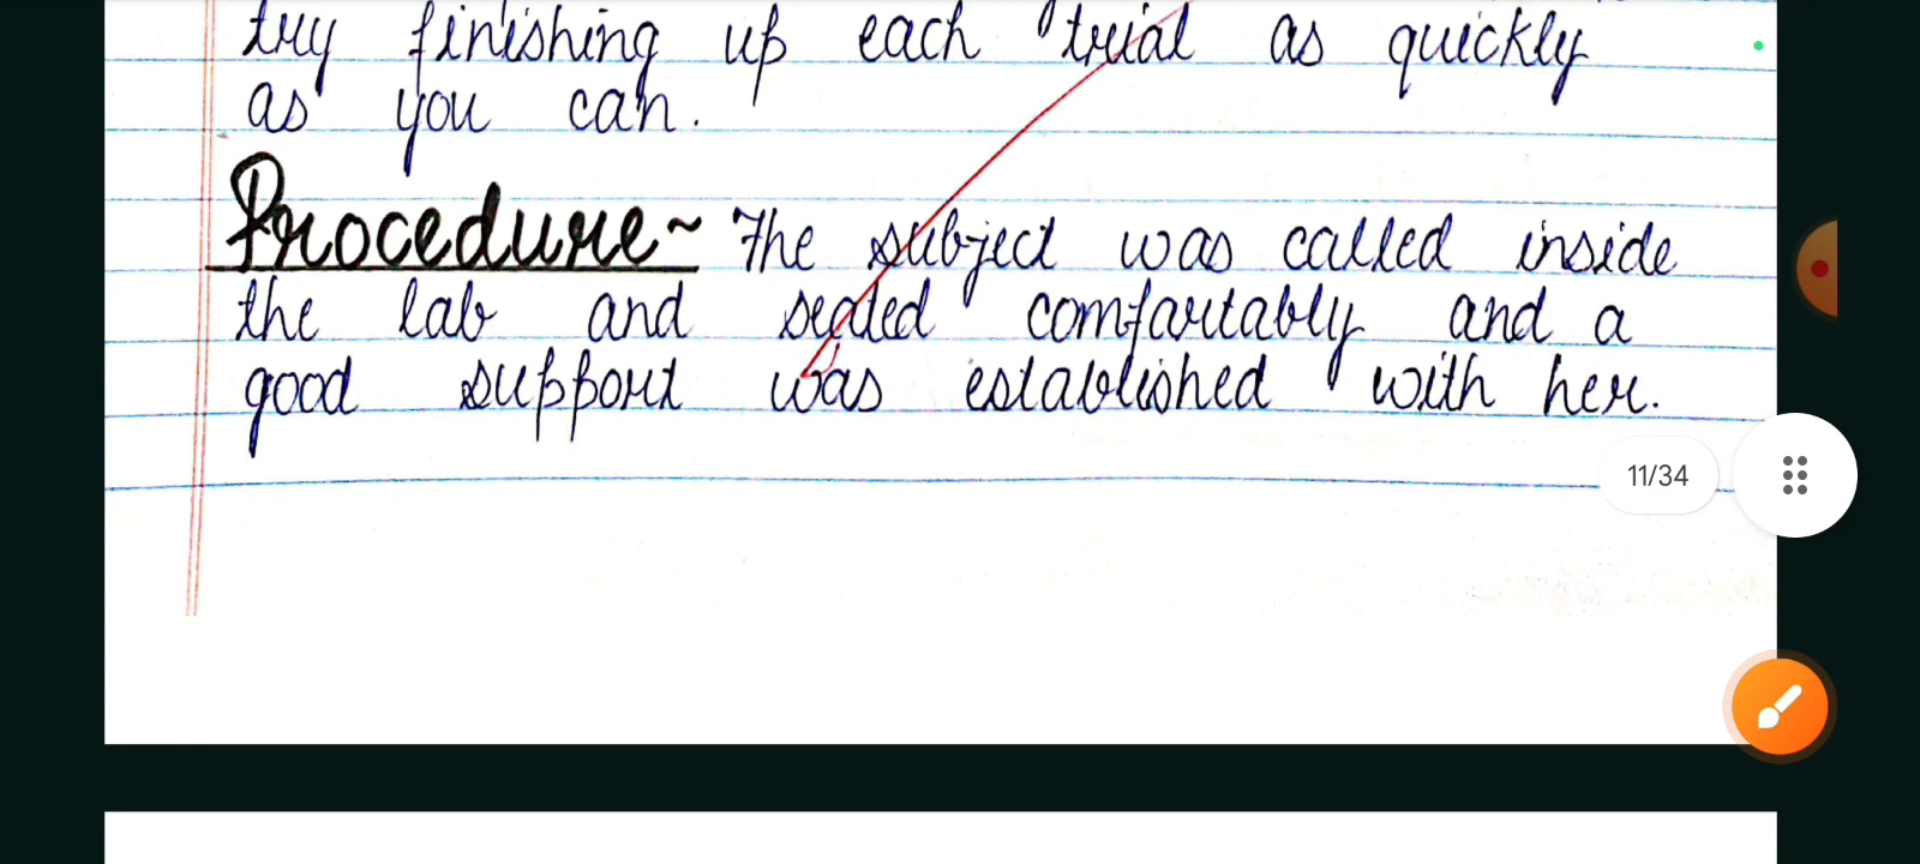 try finishing up each trial as quickly
as you can.
Procedure~ The subject was called inside
the lab and seated comfortably and a
good support was established with her.
11/34